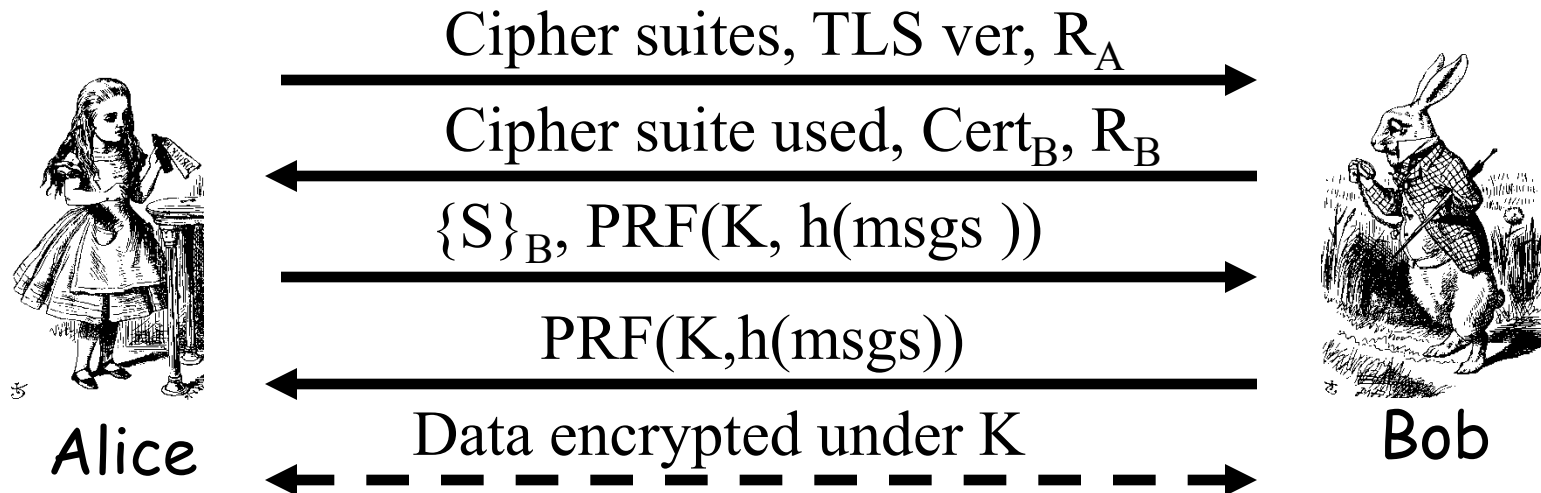 Cipher suites, TLS ver, R_A
Cipher suite used, Cert_B, R_B
{S}_B, PRF(K, h(msgs ))
PRF(K,h(msgs))
Data encrypted under K
Alice
Bob